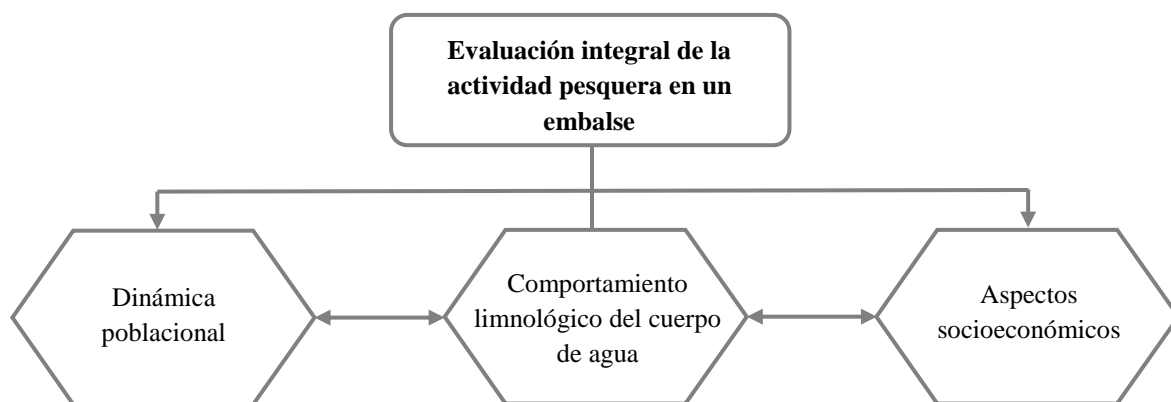 Evaluación integral de la
actividad pesquera en un
embalse
Dinámica
poblacional
Comportamiento
limnológico del cuerpo
de agua
Aspectos
socioeconómicos